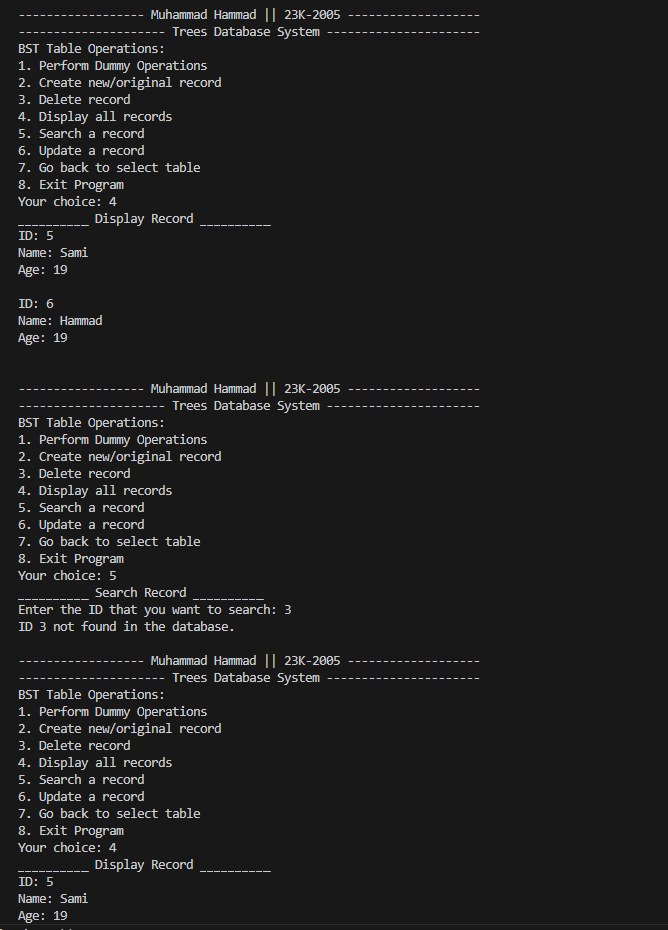 ------------------ Muhammad Hammad || 23K-2005 -------------------
--------------------- Trees Database System ----------------------
BST Table Operations:
1. Perform Dummy Operations
2. Create new/original record
3. Delete record
4. Display all records
5. Search a record
6. Update a record
7. Go back to select table
8. Exit Program
Your choice: 4
__________ Display Record __________
ID: 5
Name: Sami
Age: 19
ID: 6
Name: Hammad
Age: 19
------------------ Muhammad Hammad || 23K-2005 -------------------
--------------------- Trees Database System ----------------------
BST Table Operations:
1. Perform Dummy Operations
2. Create new/original record
3. Delete record
4. Display all records
5. Search a record
6. Update a record
7. Go back to select table
8. Exit Program
Your choice: 5
__________ Search Record __________
Enter the ID that you want to search: 3
ID 3 not found in the database.
------------------ Muhammad Hammad || 23K-2005 -------------------
--------------------- Trees Database System ----------------------
BST Table Operations:
1. Perform Dummy Operations
2. Create new/original record
3. Delete record
4. Display all records
5. Search a record
6. Update a record
7. Go back to select table
8. Exit Program
Your choice: 4
__________ Display Record __________
ID: 5
Name: Sami
Age: 19